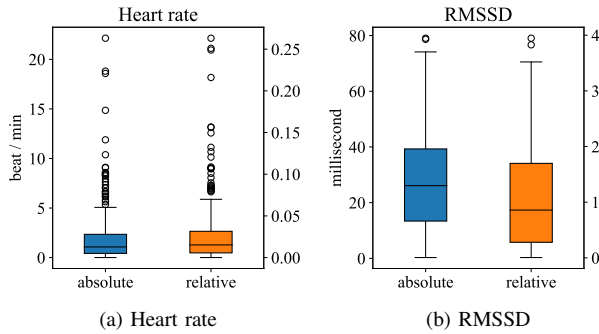 Heart rate
RMSSD
beat / min
20
15
10
5
0
0.25
0.20
0.15
0.10
0.05
0.00
absolute
relative
millisecond
80
60
40
20
0
4
3
2
1
0
absolute
relative
(a) Heart rate
(b) RMSSD